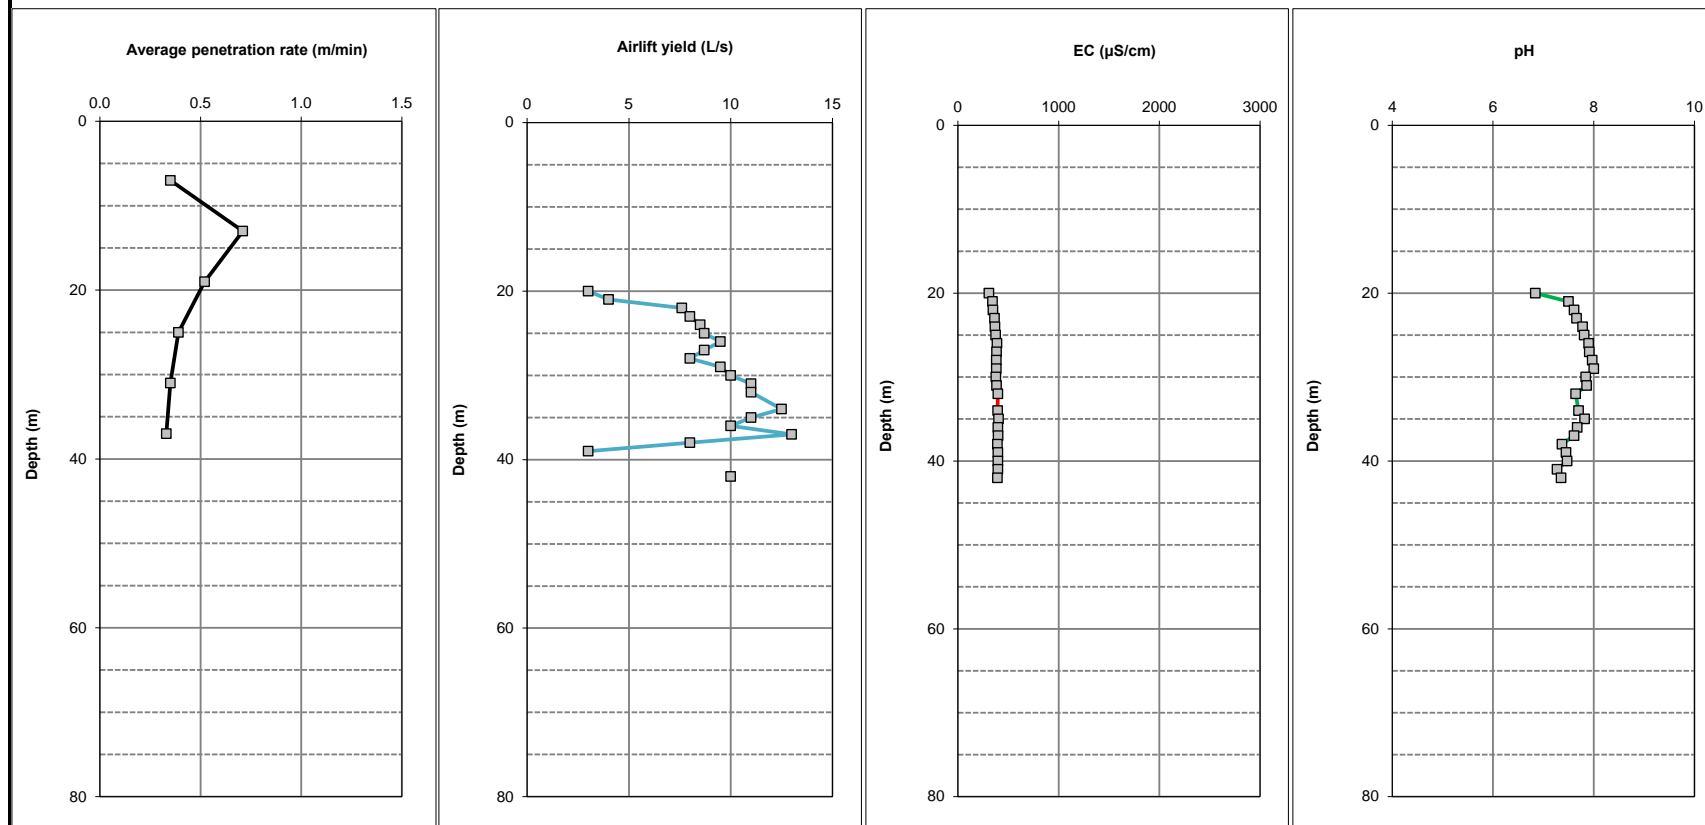 Average penetration rate (m/min)
0.0 0.5 1.0 1.5
0
20
40
60
80
Depth (m)
Airlift yield (L/s)
0 5 10 15
0
20
40
60
80
Depth (m)
EC (µS/cm)
0 1000 2000 3000
0
20
40
60
80
Depth (m)
pH
4 6 8 10
0
20
40
60
80
Depth (m)